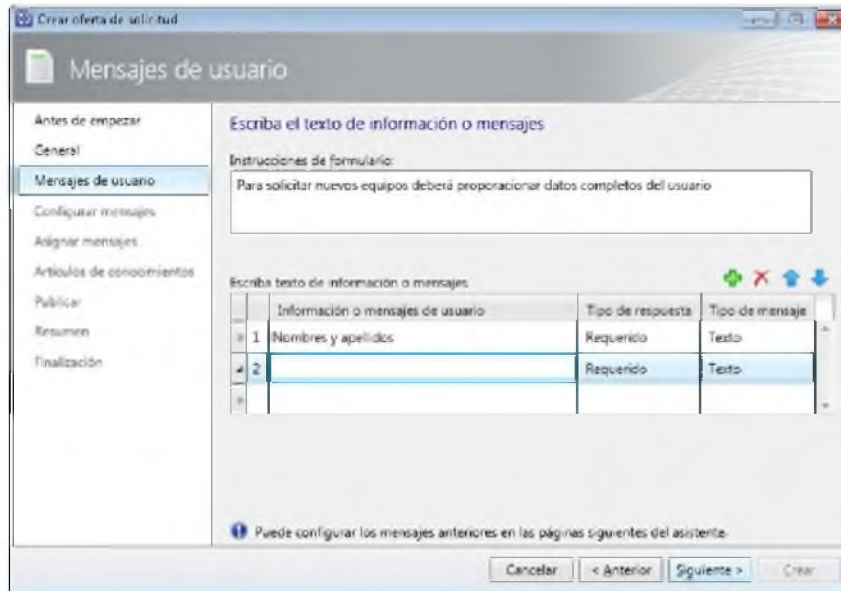 Crear oferta de solicitud
Mensajes de usuario
Antes de empezar
General
Mensajes de usuario
Configurar mensajes
Asignar mensajes
Artículos de conocimientos
Publicar
Resumen
Finalización
Escriba el texto de información o mensajes
Instrucciones de formulario:
Para solicitar nuevos equipos deberá proporacionar datos completos del usuario
Escriba texto de información o mensajes
Información o mensajes de usuario Tipo de respuesta Tipo de mensaje
1 Nombres y apellidos Requerido Texto
2 Requerido Texto
Puede configurar los mensajes anteriores en las páginas siguientes del asistente.
Cancelar < Anterior Siguiente > Crear